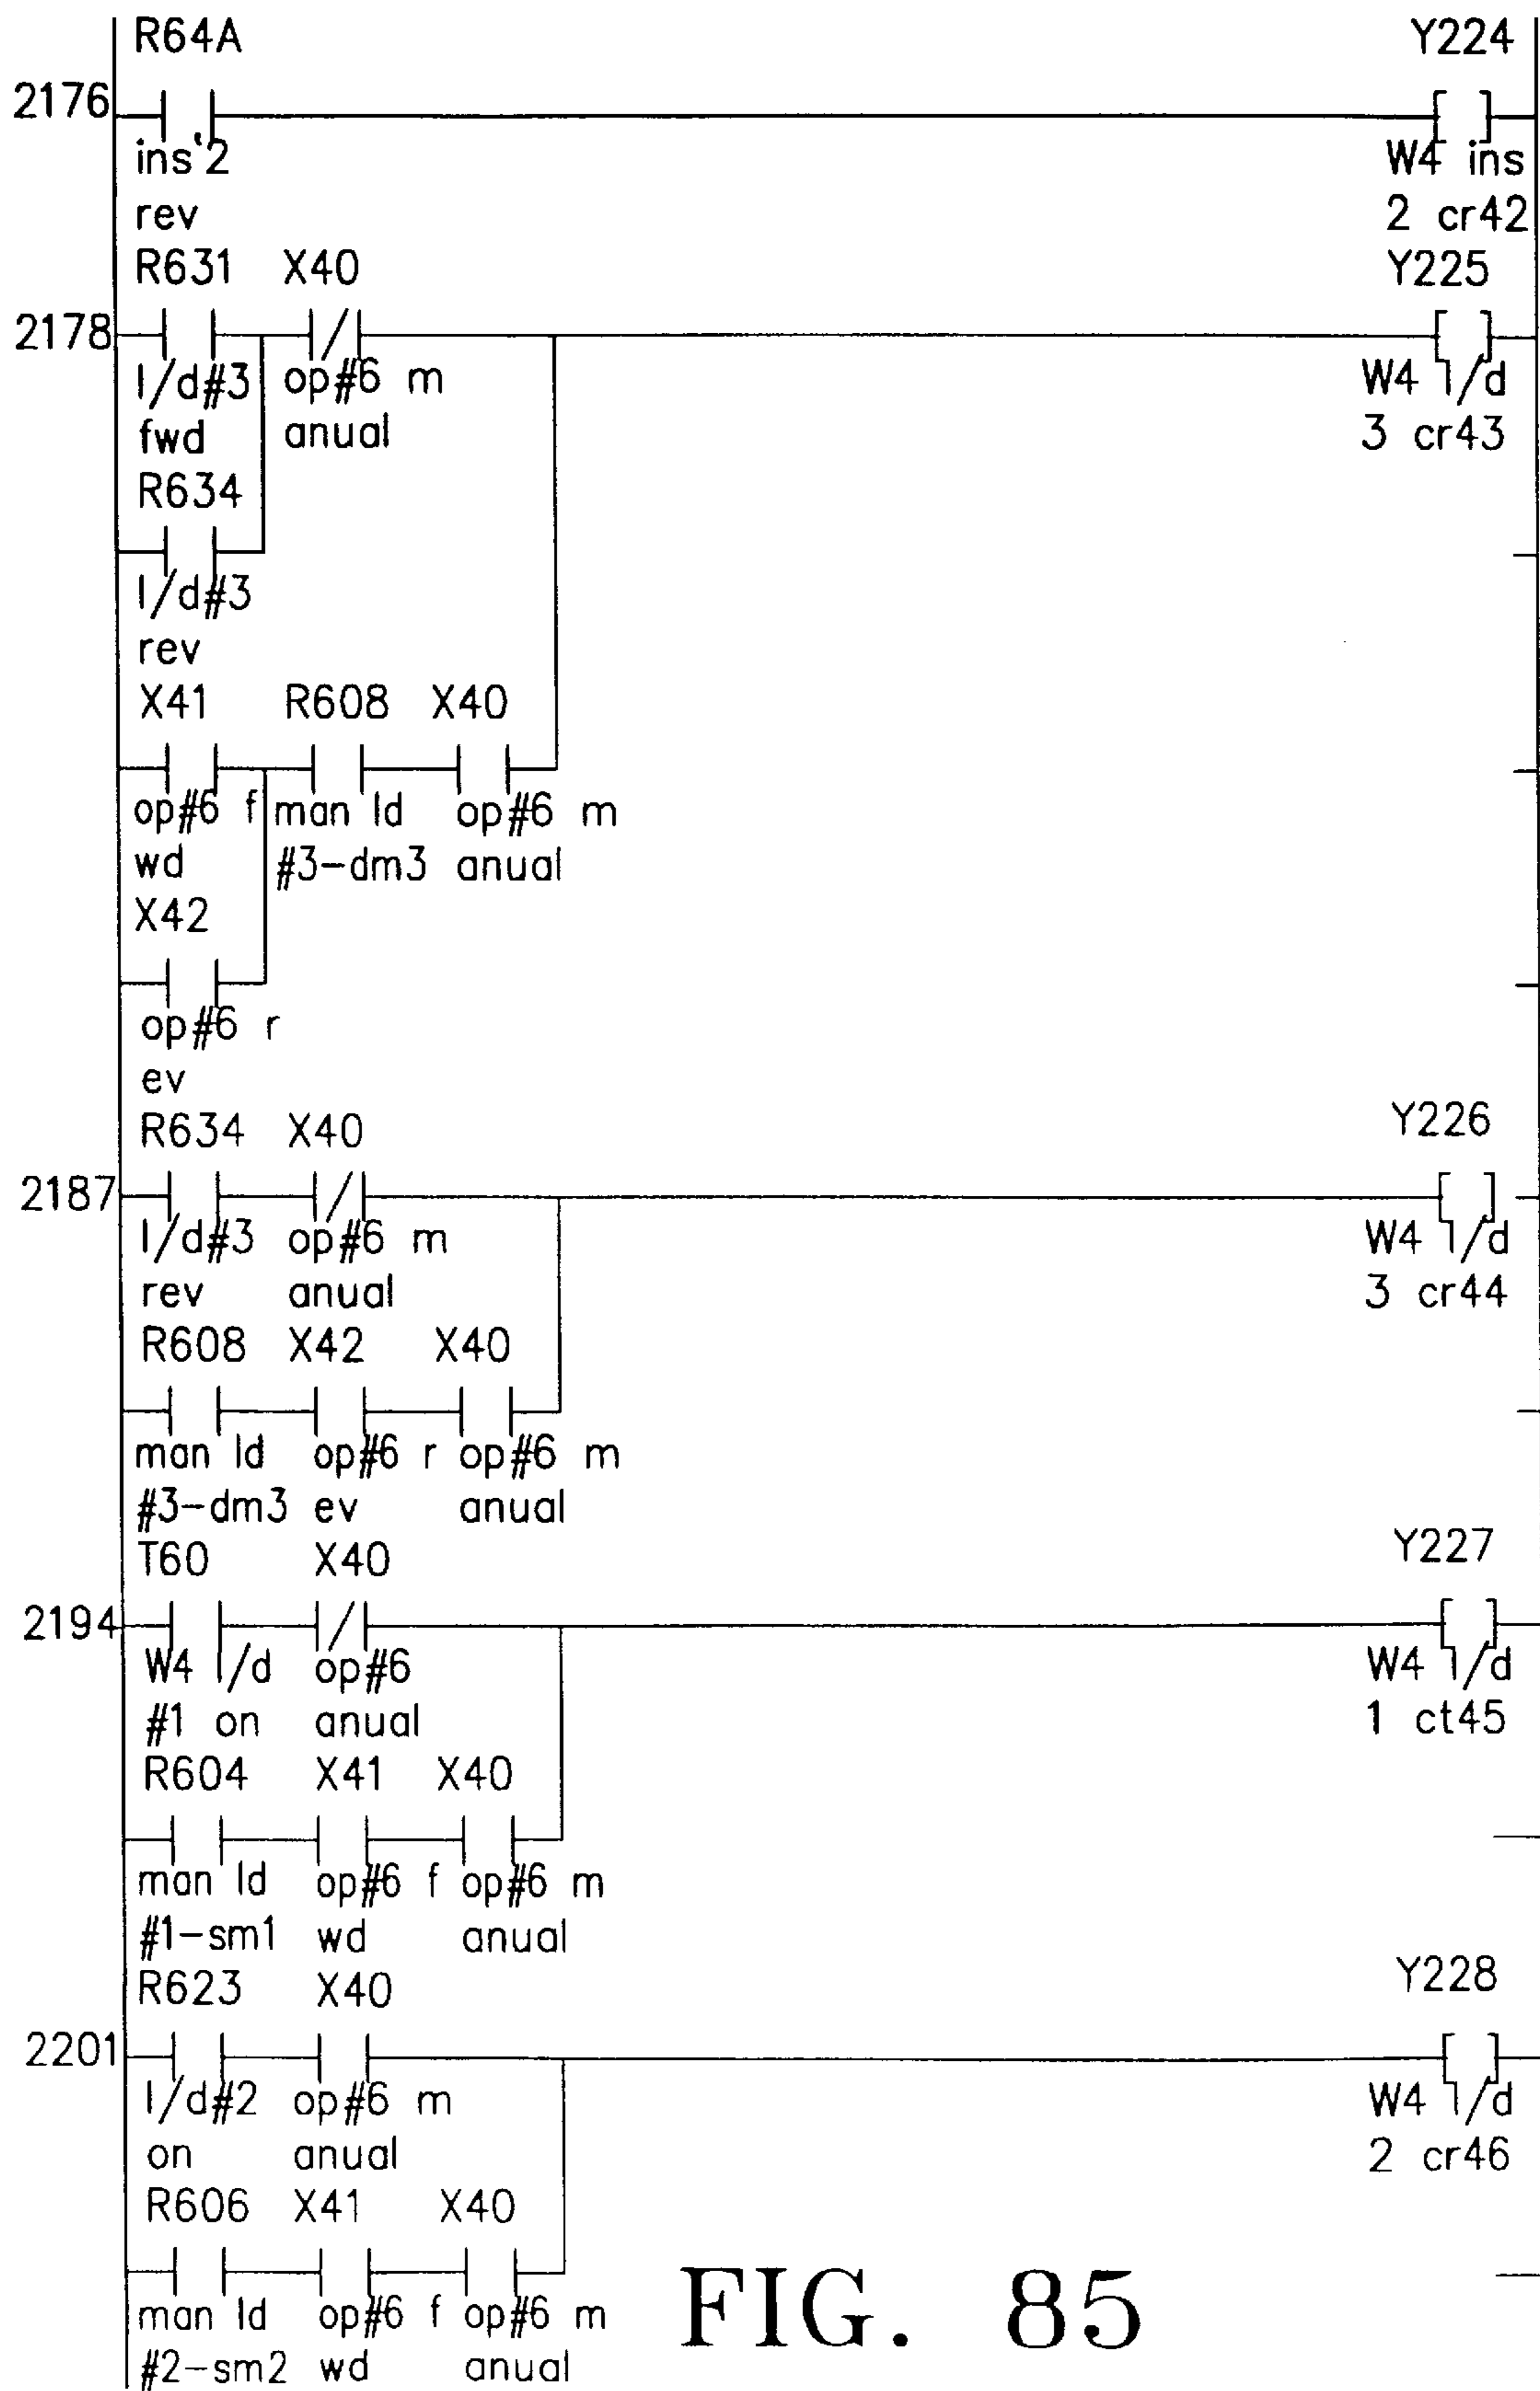 R64A Y224
2176
ins'2 W4 ins
rev 2 cr42
R631 X40 Y225
2178
l/d#3 op#6 m W4 l/d
fwd anual 3 cr43
R634
l/d#3
rev
X41 R608 X40
op#6 f man ld op#6 m
wd #3-dm3 anual
X42
op#6 r
ev
R634 X40 Y226
2187
l/d#3 op#6 m W4 l/d
rev anual 3 cr44
R608 X42 X40
man ld op#6 r op#6 m
#3-dm3 ev anual
T60 X40 Y227
2194
W4 l/d op#6 W4 l/d
#1 on anual 1 ct45
R604 X41 X40
man ld op#6 f op#6 m
#1-sm1 wd anual
R623 X40 Y228
2201
l/d#2 op#6 m W4 l/d
on anual 2 cr46
R606 X41 X40
man ld op#6 f op#6 m
#2-sm2 wd anual
FIG. 85